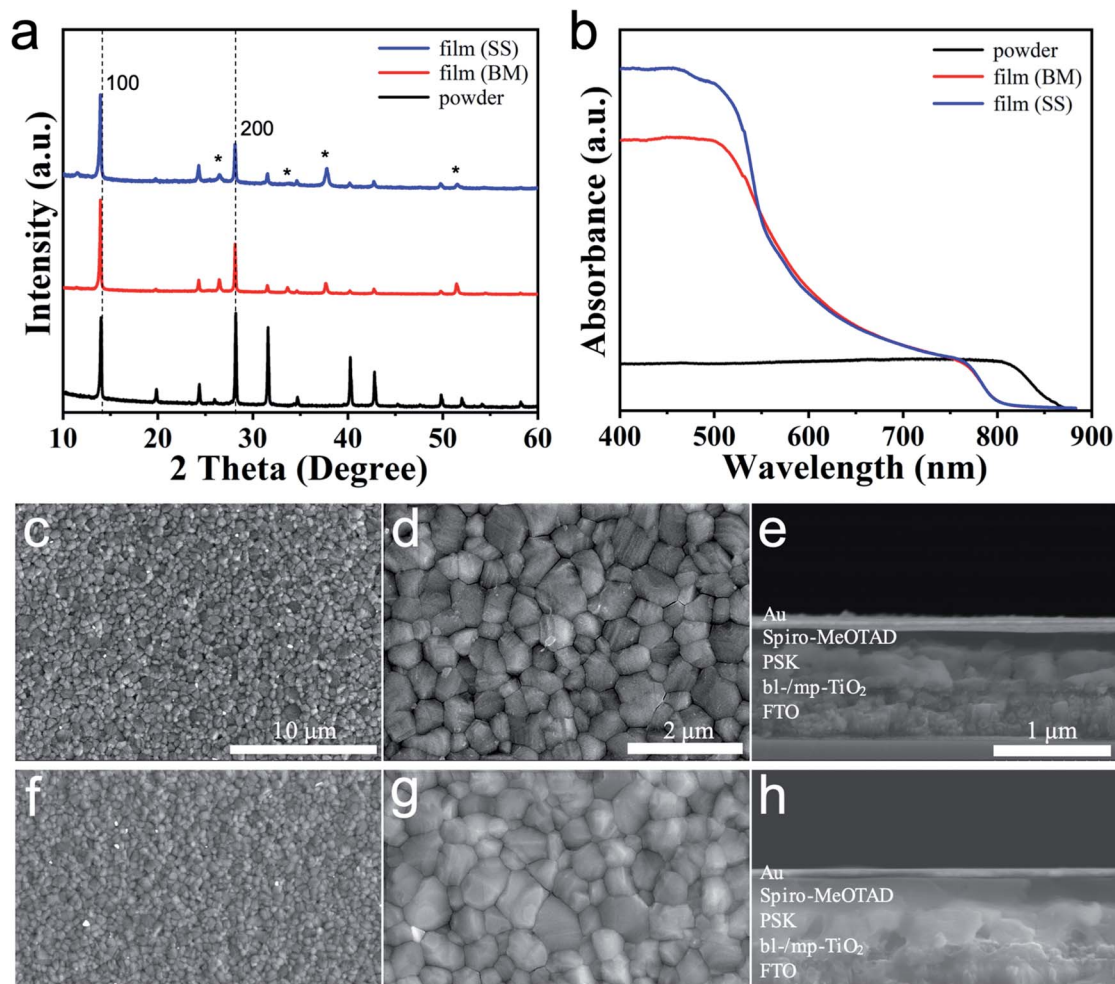 a
Intensity (a.u.)
100
200
*
*
*
*
film (SS)
film (BM)
powder
10 20 30 40 50 60
2 Theta (Degree)
b
Absorbance (a.u.)
powder
film (BM)
film (SS)
400 500 600 700 800 900
Wavelength (nm)
c
10 μm
d
2 μm
e
Au
Spiro-MeOTAD
PSK
bl-/mp-TiO₂
FTO
1 μm
f
g
h
Au
Spiro-MeOTAD
PSK
bl-/mp-TiO₂
FTO